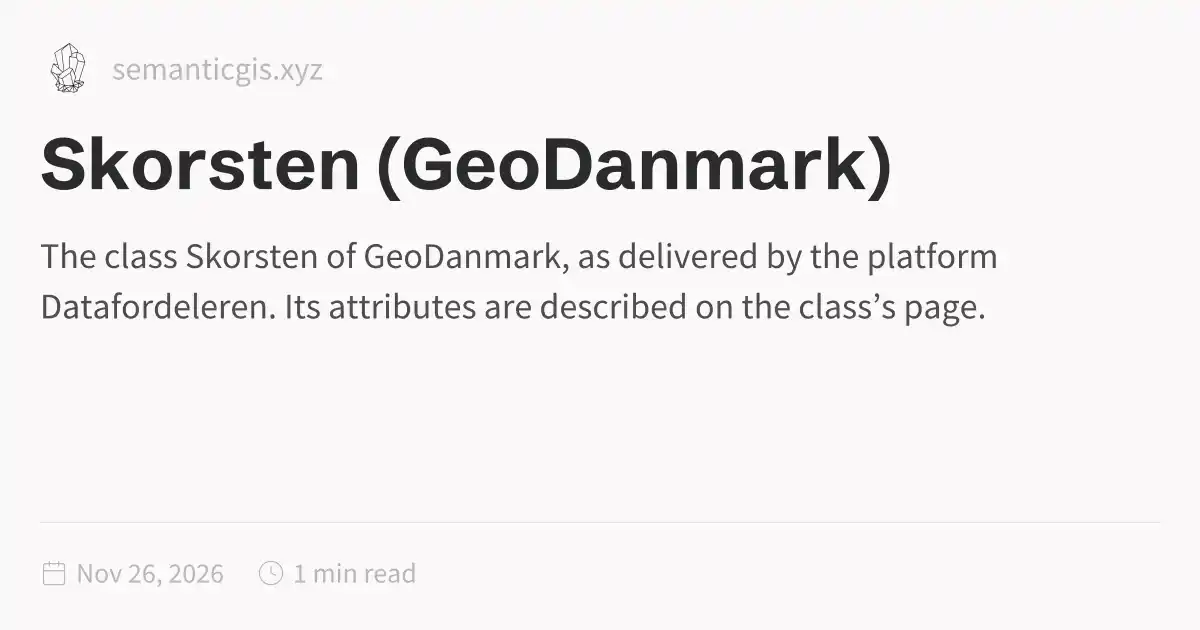 semanticgis.xyz
Skorsten (GeoDanmark)
The class Skorsten of GeoDanmark, as delivered by the platform
Datafordeleren. Its attributes are described on the class’s page.
Nov 26, 2026 1 min read